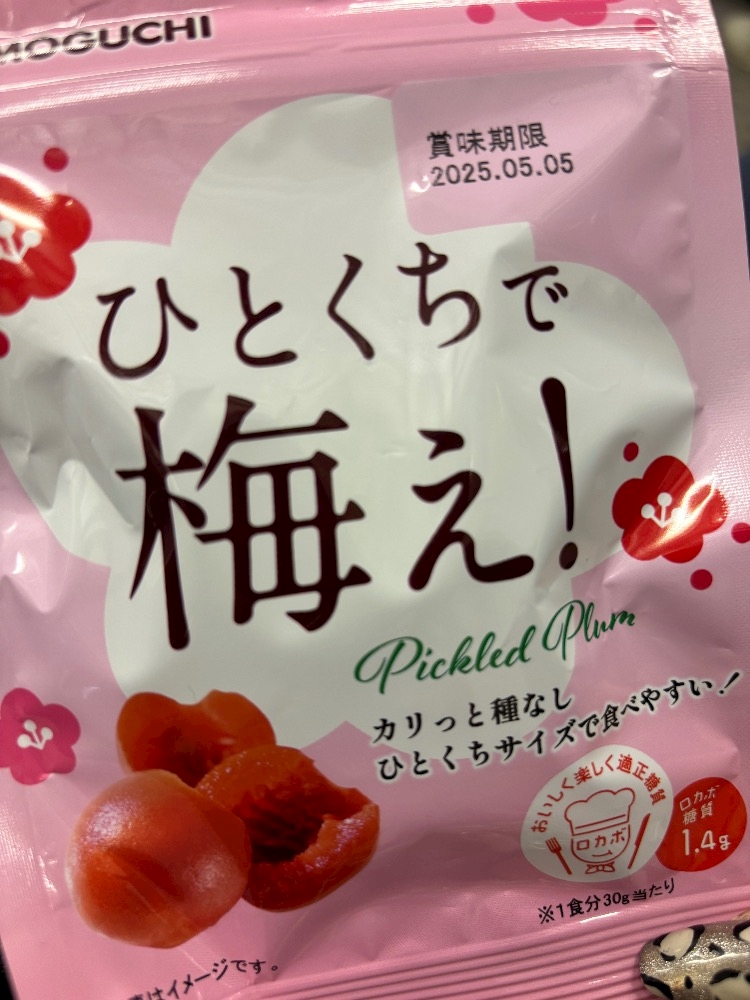 MOGUCHI
賞味期限
2025.05.05
ひとくちで
梅ぇ!
Pickled Plum
カリっと種なし
ひとくちサイズで食べやすい!
おいしく楽しく適正糖質
ロカボ
ロカボ
糖質
1.4g
※1食分30g当たり
はイメージです。